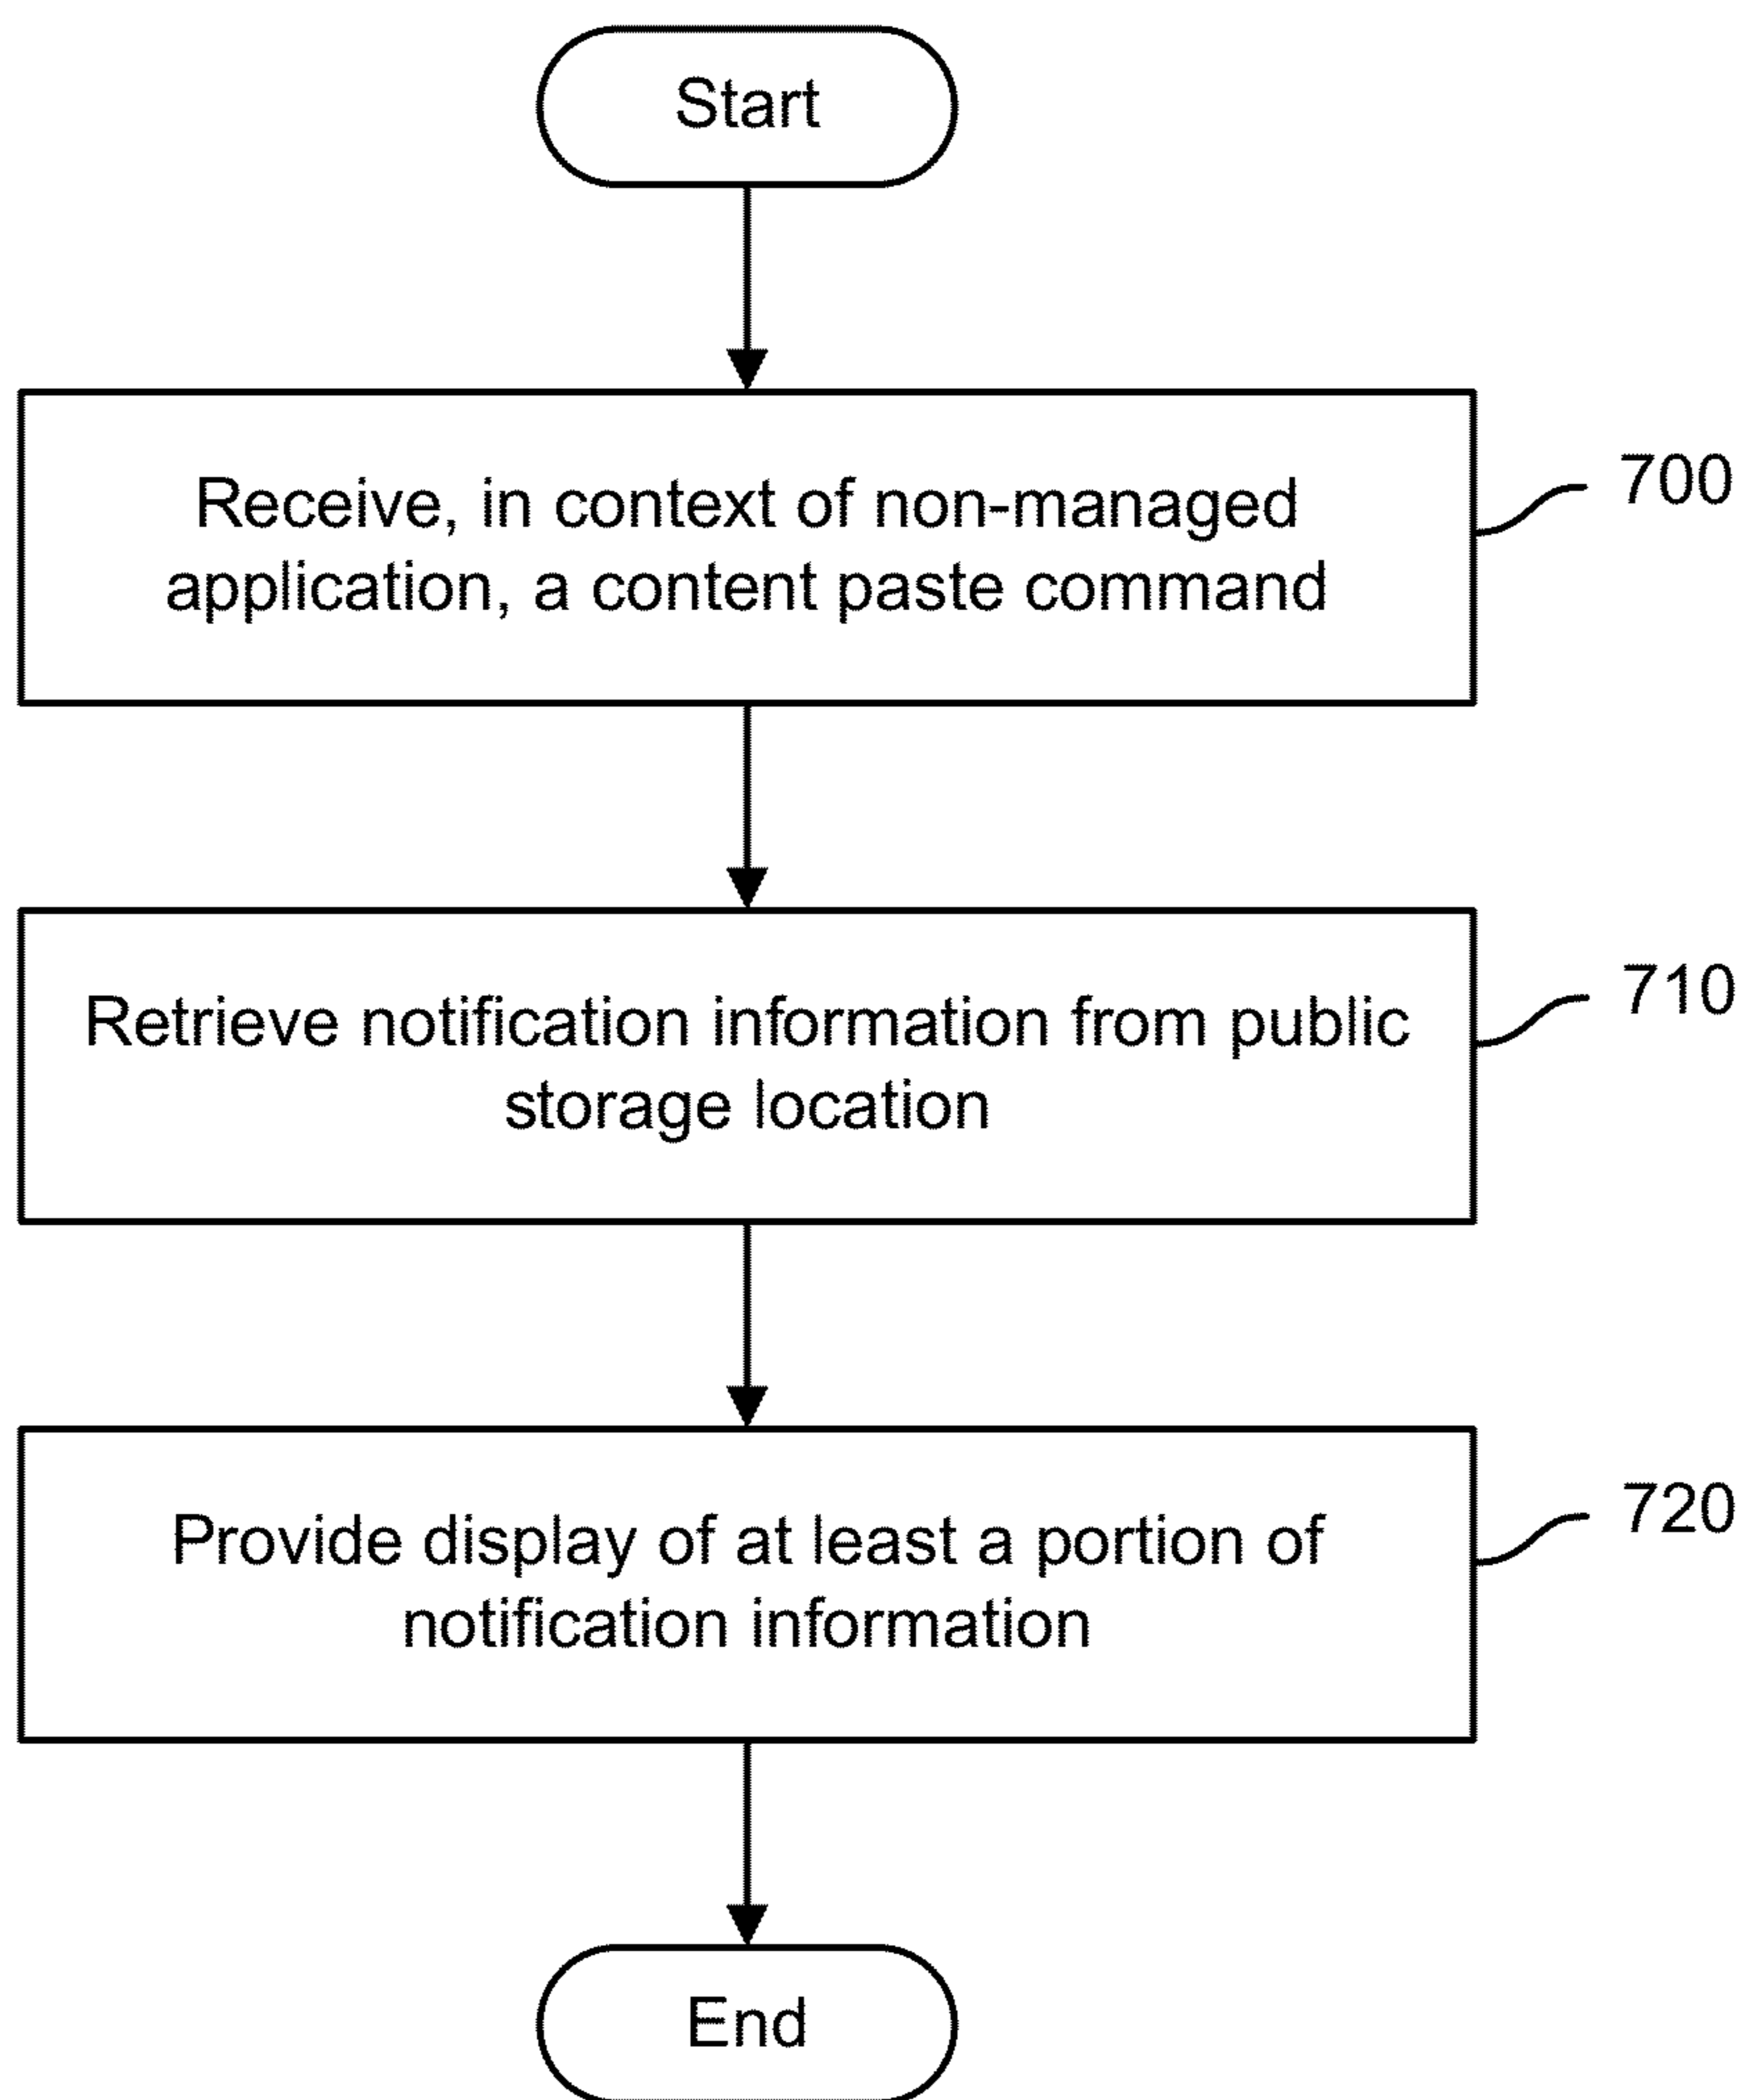 Start
Receive, in context of non-managed
application, a content paste command
700
Retrieve notification information from public
storage location
710
Provide display of at least a portion of
notification information
720
End